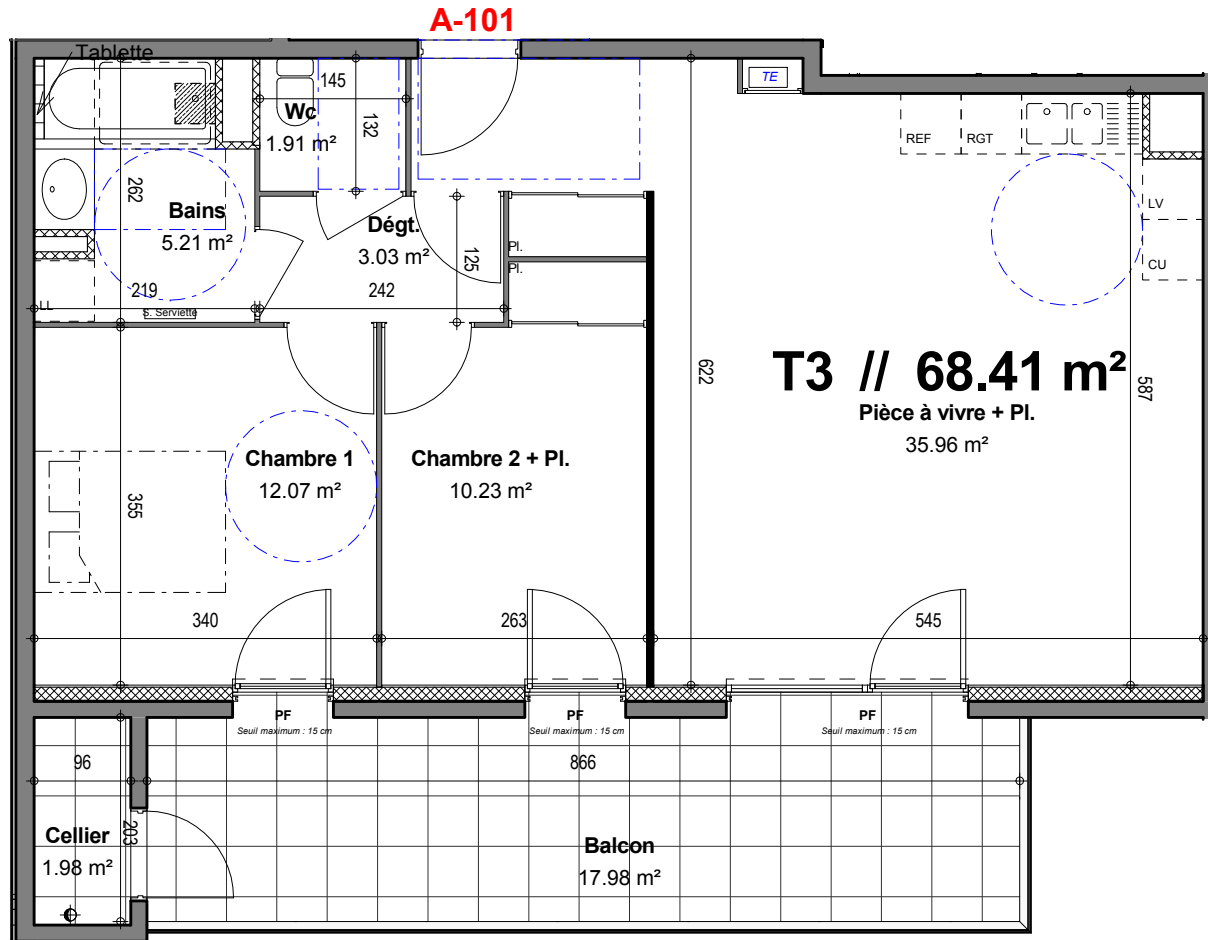 A-101
Tablette
145
Wc
1.91 m²
132
TE
REF
RGT
LV
CU
262
Bains
5.21 m²
Dégt.
3.03 m²
125
Pl.
Pl.
LL
219
S. Serviette
242
622
T3 // 68.41 m²
Pièce à vivre + Pl.
35.96 m²
587
Chambre 1
12.07 m²
355
Chambre 2 + Pl.
10.23 m²
340
263
545
PF
Seuil maximum : 15 cm
PF
Seuil maximum : 15 cm
PF
Seuil maximum : 15 cm
96
866
203
Cellier
1.98 m²
Balcon
17.98 m²